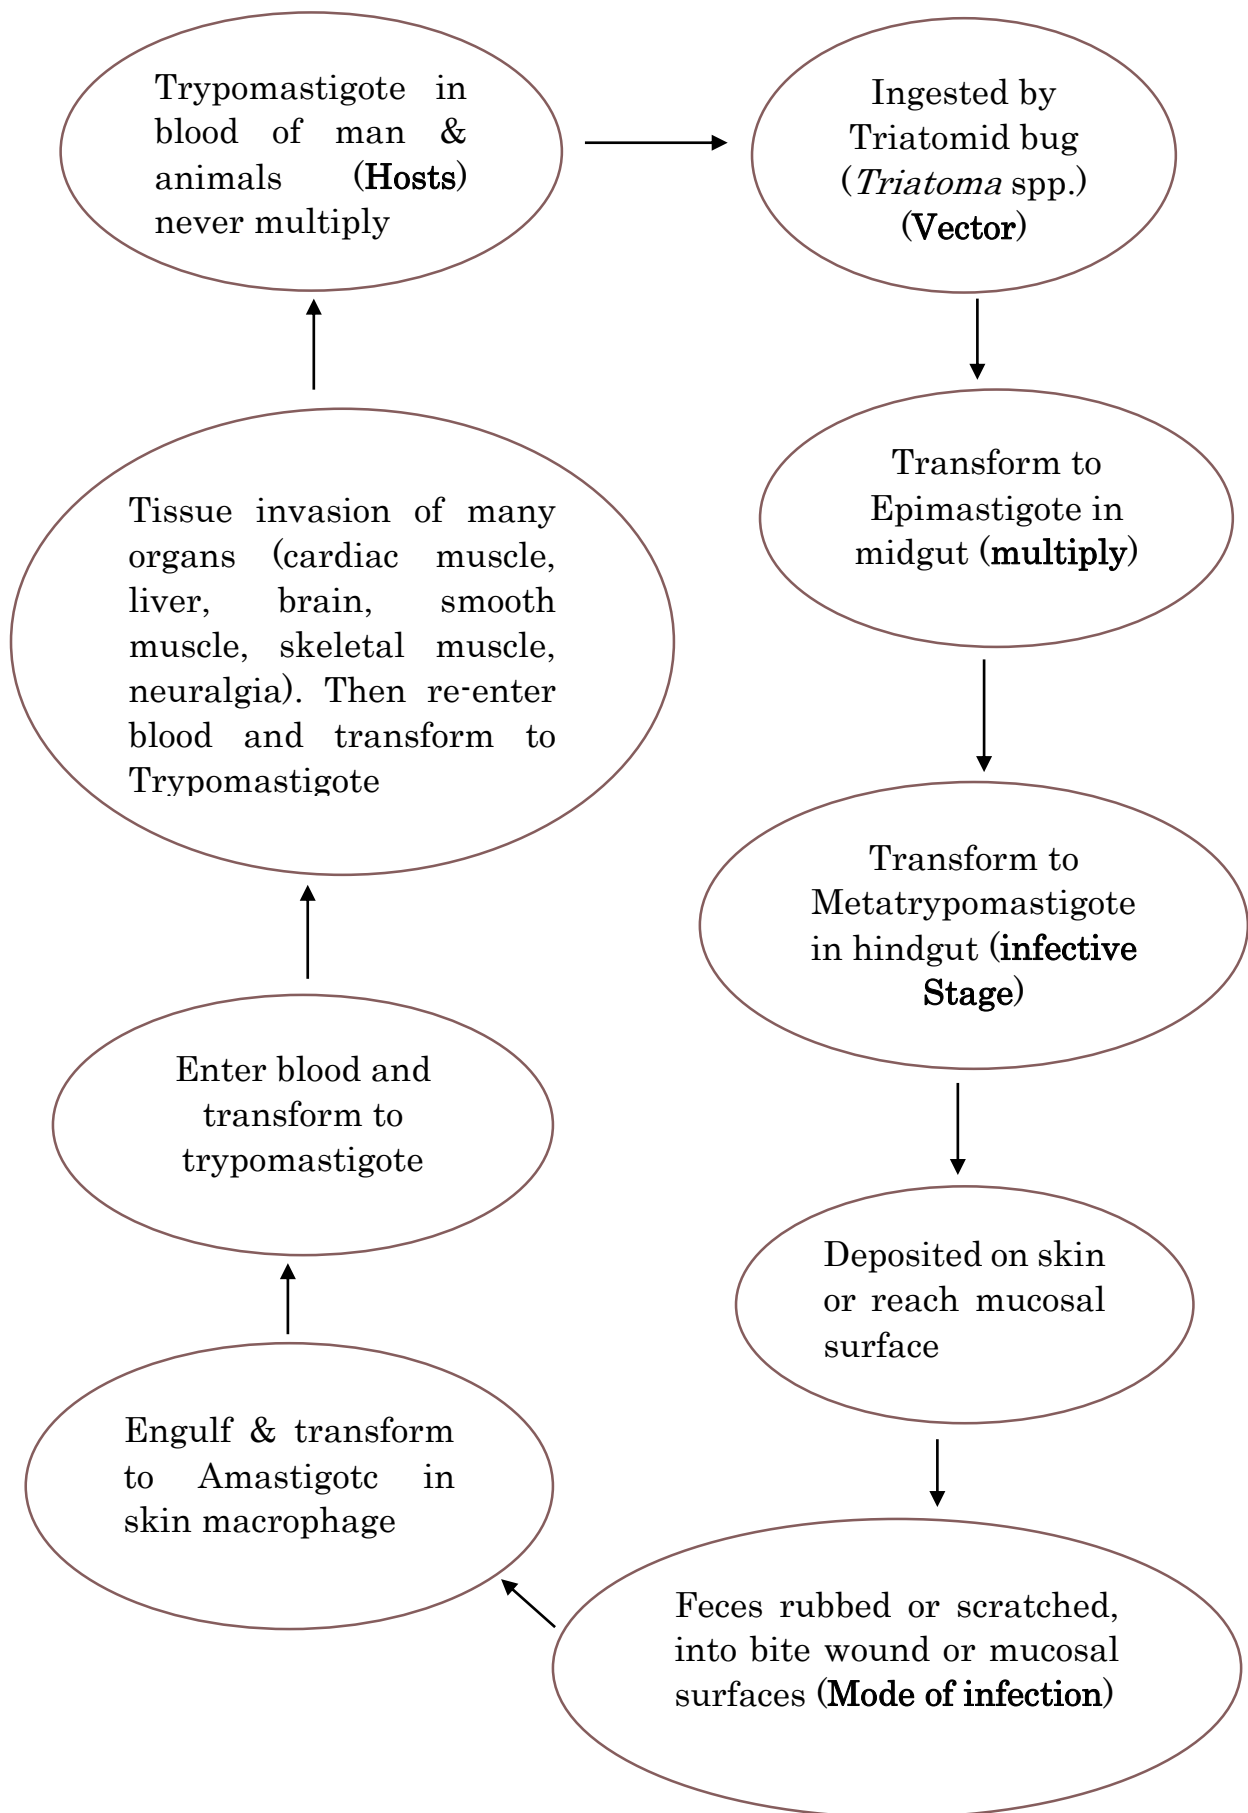 Trypomastigote in
blood of man &
animals (Hosts)
never multiply
Ingested by
Triatomid bug
(Triatoma spp.)
(Vector)
Transform to
Epimastigote in
midgut (multiply)
Transform to
Metatrypomastigote
in hindgut (infective
Stage)
Deposited on skin
or reach mucosal
surface
Feces rubbed or scratched,
into bite wound or mucosal
surfaces (Mode of infection)
Engulf & transform
to Amastigotc in
skin macrophage
Enter blood and
transform to
trypomastigote
Tissue invasion of many
organs (cardiac muscle,
liver, brain, smooth
muscle, skeletal muscle,
neuralgia). Then re-enter
blood and transform to
Trypomastigote